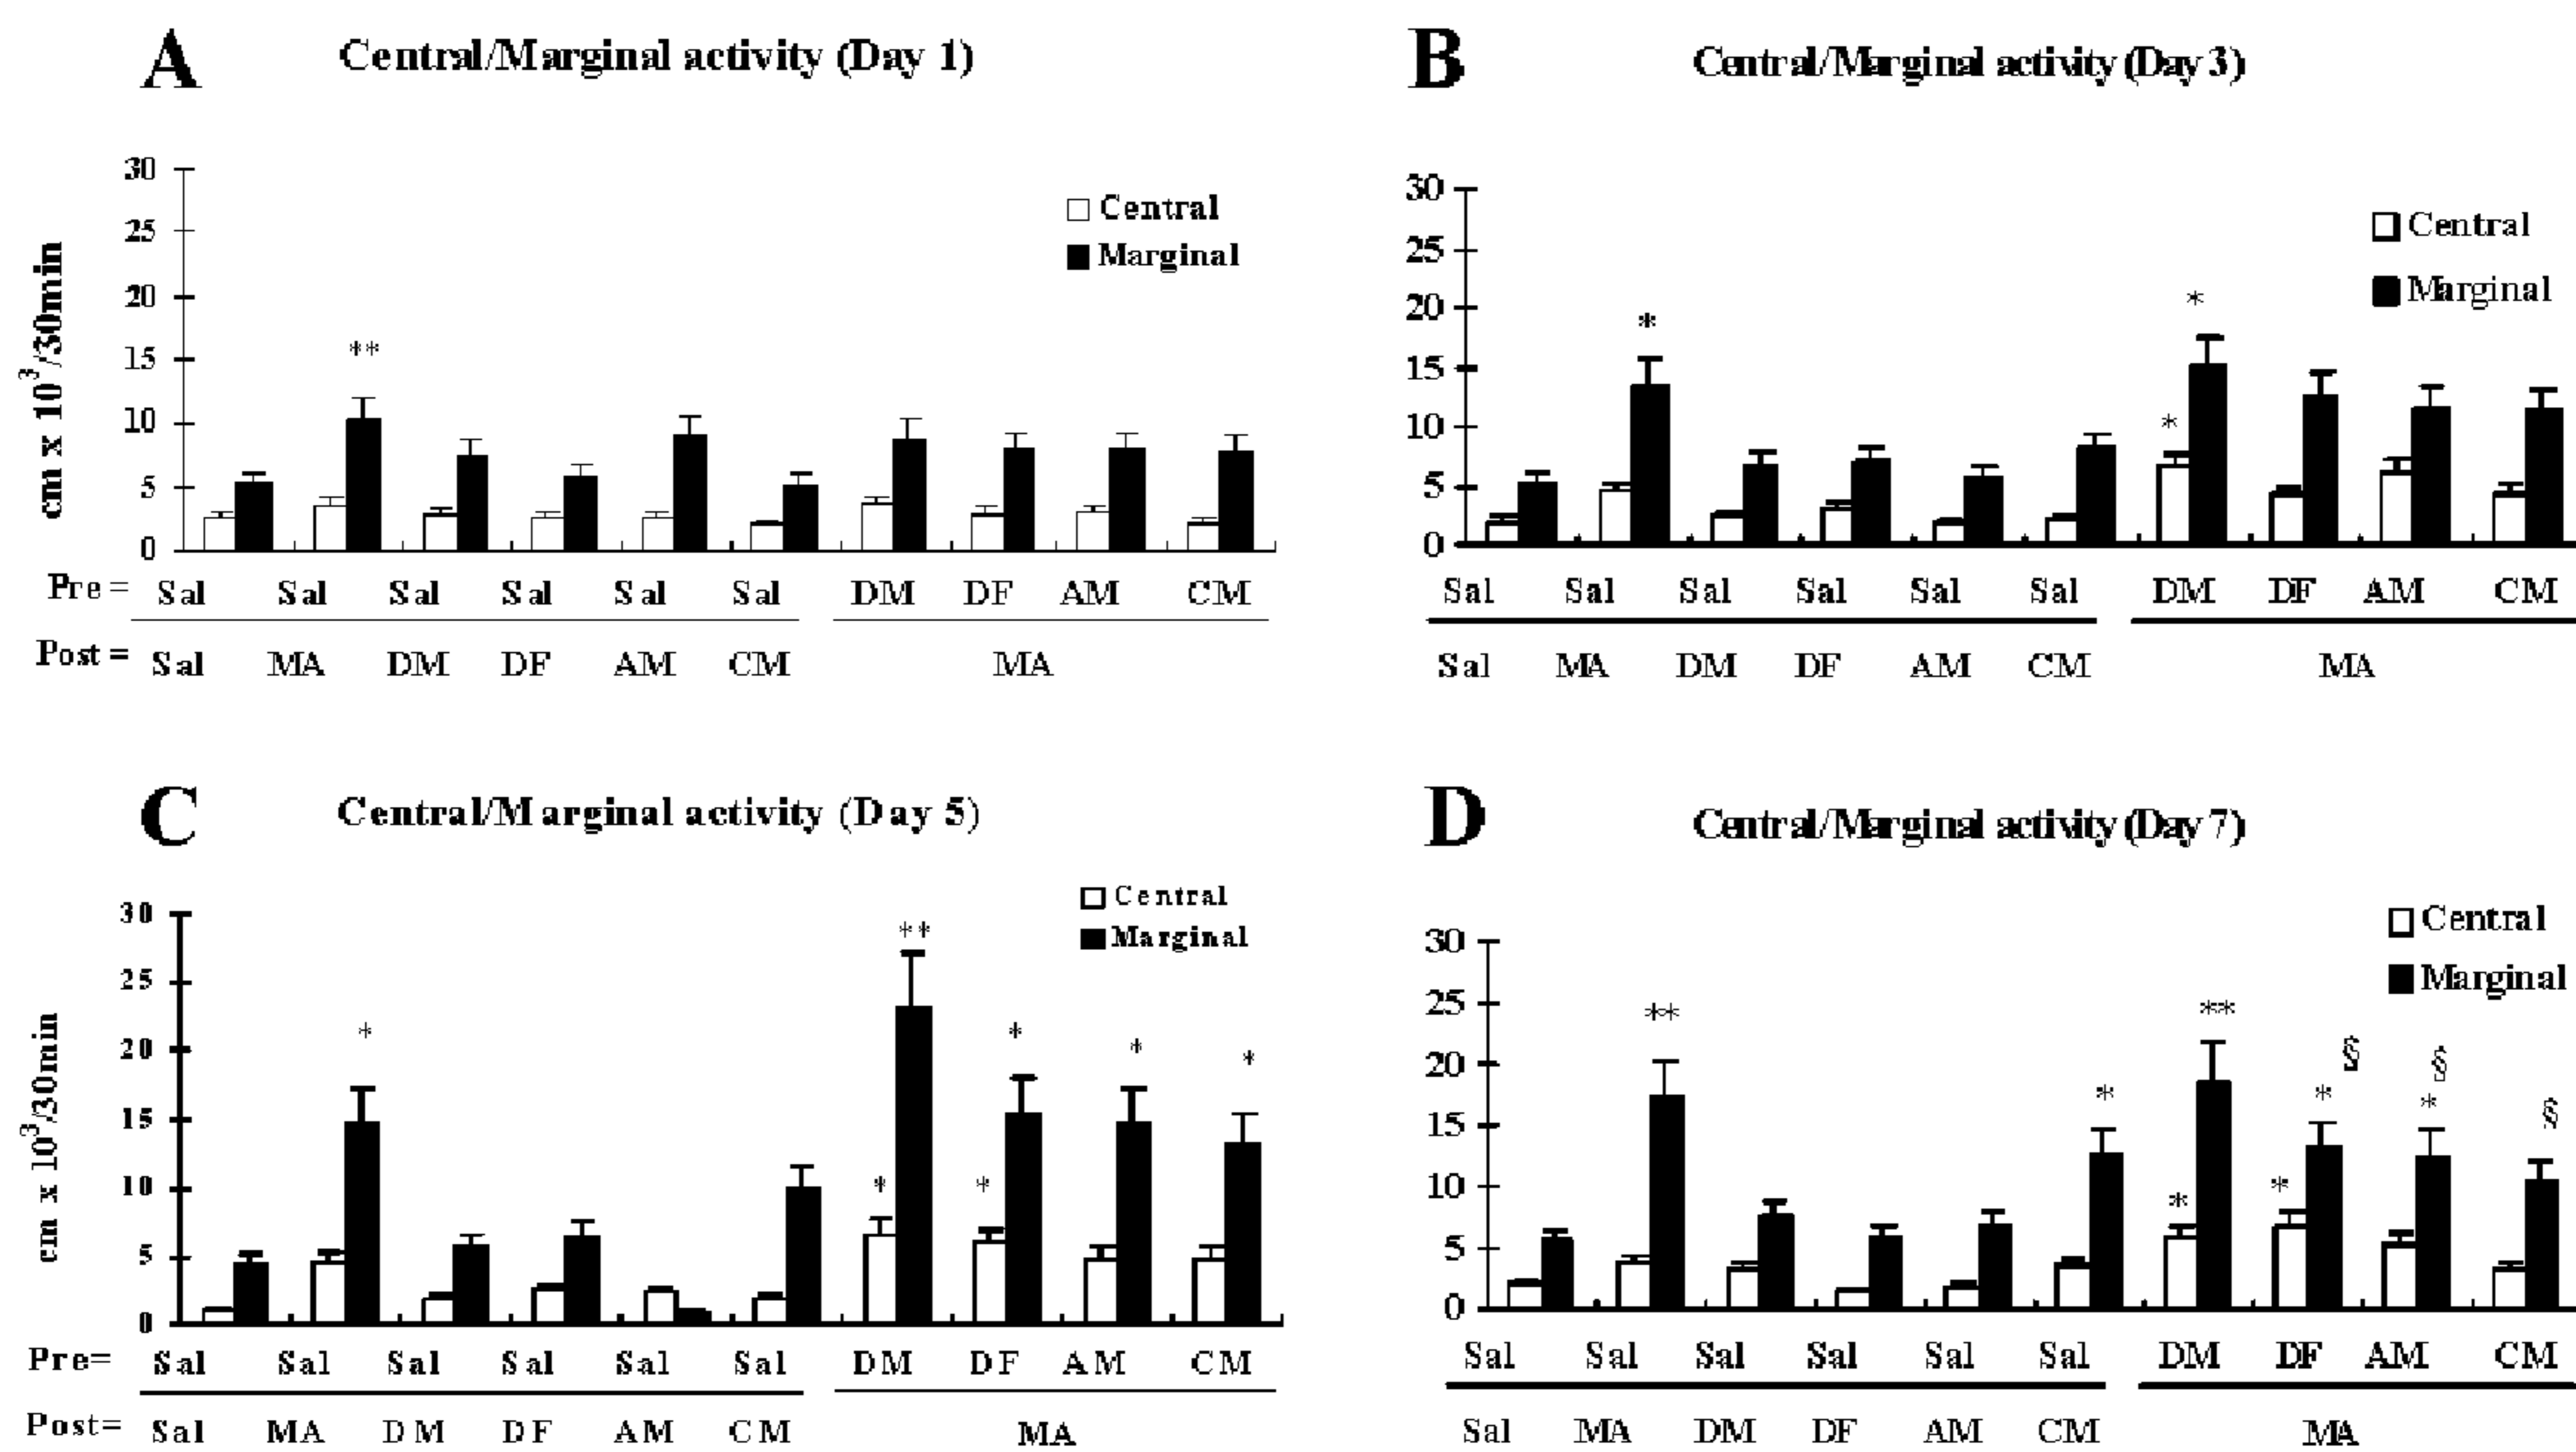 A
Central/Marginal activity (Day 1)
cm x 10³/30min
30
25
20
15
10
5
0
Central
Marginal
**
Pre = Sal Sal Sal Sal Sal Sal DM DF AM CM
Post = Sal MA DM DF AM CM MA
B
Central/Marginal activity (Day 3)
30
25
20
15
10
5
0
Central
Marginal
*
*
*
Sal Sal Sal Sal Sal Sal DM DF AM CM
Sal MA DM DF AM CM MA
C
Central/Marginal activity (Day 5)
cm x 10³/30min
30
25
20
15
10
5
0
Central
Marginal
**
* * * *
* *
Pre= Sal Sal Sal Sal Sal Sal DM DF AM CM
Post= Sal MA DM DF AM CM MA
D
Central/Marginal activity (Day 7)
30
25
20
15
10
5
0
Central
Marginal
** **
§ §
* * * §
* *
Sal Sal Sal Sal Sal Sal DM DF AM CM
Sal MA DM DF AM CM MA